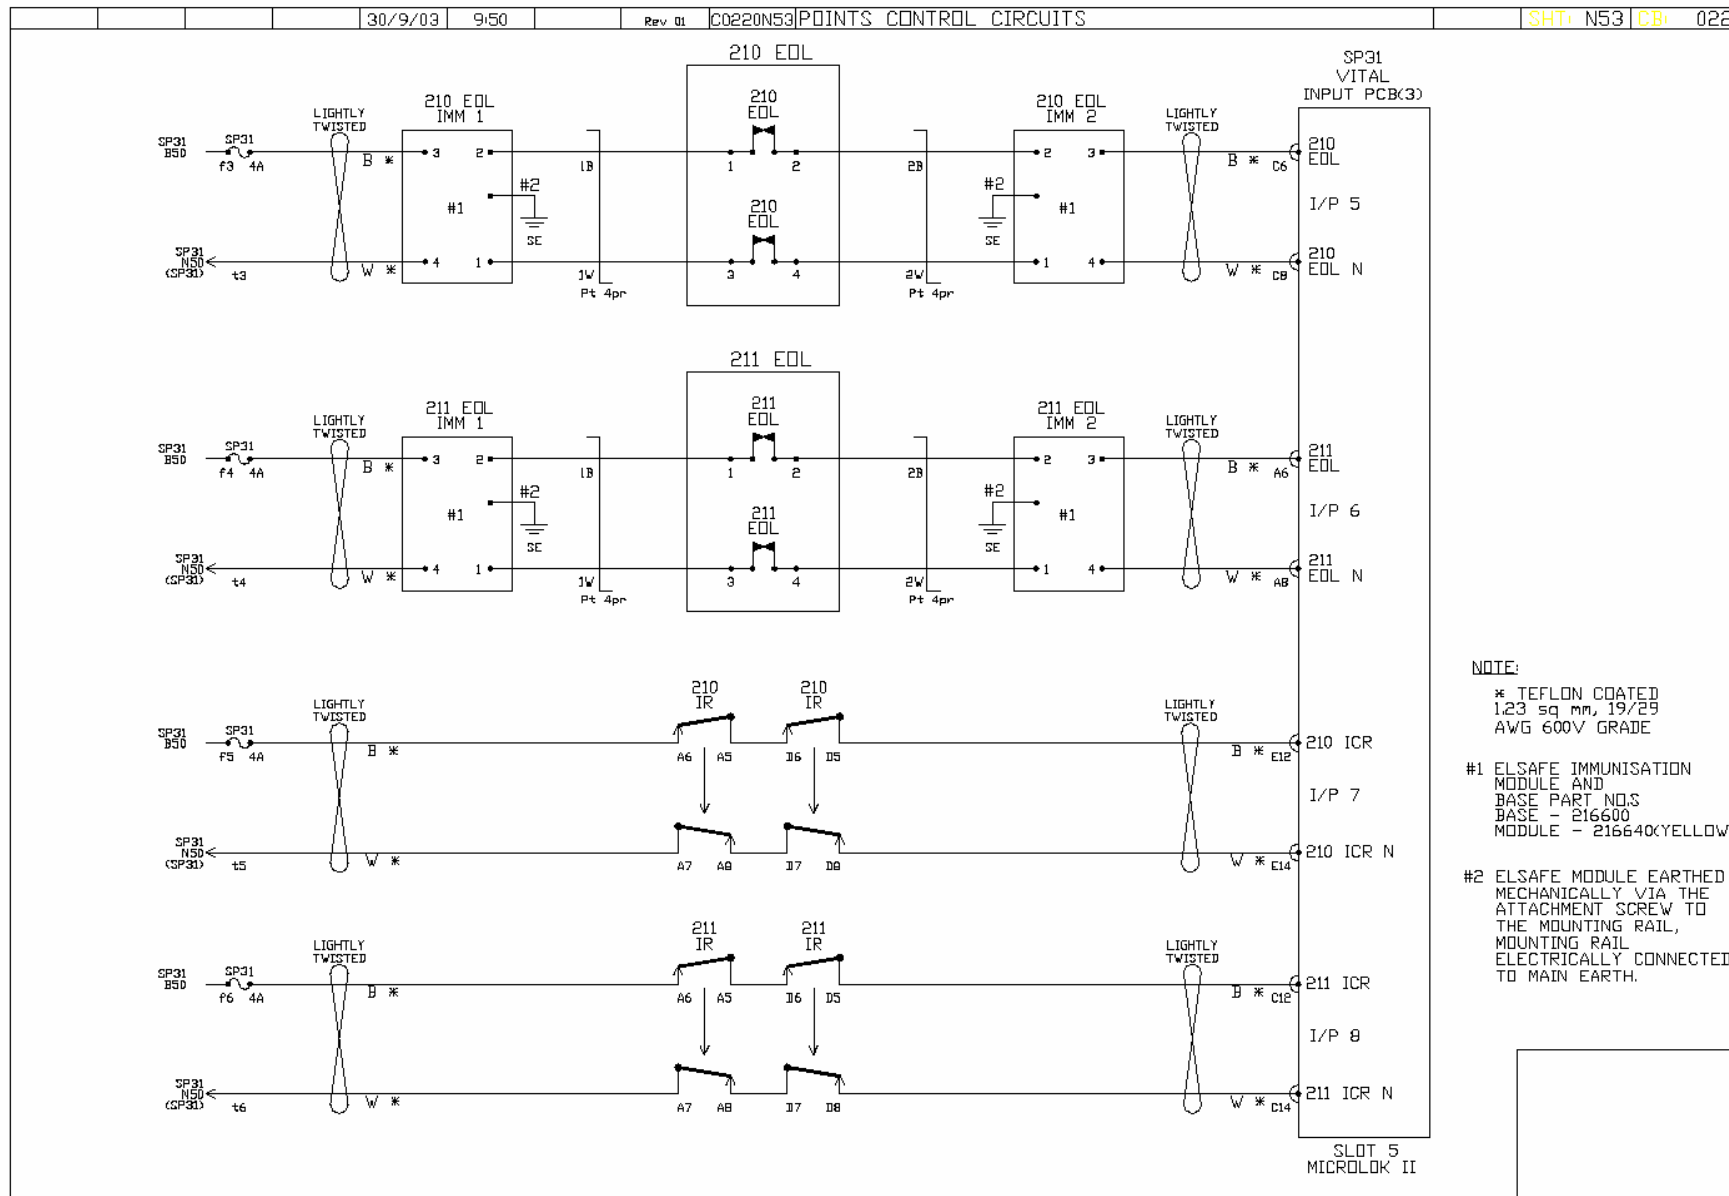 30/9/03 9:50 Rev 01 C0220N53 POINTS CONTROL CIRCUITS SHT: N53 CB: 022
210 EOL
SP31
VITAL
INPUT PCB(3)
LIGHTLY
TWISTED
210 EOL
IMM 1
210
EOL
210 EOL
IMM 2
LIGHTLY
TWISTED
SP31
B50
SP31
f3 4A
B *
3 2
1B
1 2
2B
2 3
B * C6
210
EOL
#2
#1
SE
210
EOL
#2
#1
SE
I/P 5
SP31
N50
(SP31)
t3
W *
4 1
1W
Pt 4pr
3 4
2W
Pt 4pr
1 4
W * C8
210
EOL N
211 EOL
LIGHTLY
TWISTED
211 EOL
IMM 1
211
EOL
211 EOL
IMM 2
LIGHTLY
TWISTED
SP31
B50
SP31
f4 4A
B *
3 2
1B
1 2
2B
2 3
B * A6
211
EOL
#2
#1
SE
211
EOL
#2
#1
SE
I/P 6
SP31
N50
(SP31)
t4
W *
4 1
1W
Pt 4pr
3 4
2W
Pt 4pr
1 4
W * A8
211
EOL N
LIGHTLY
TWISTED
210
IR
210
IR
LIGHTLY
TWISTED
SP31
B50
SP31
f5 4A
B *
A6 A5 D6 D5
B * E12
210 ICR
I/P 7
SP31
N50
(SP31)
t5
W *
A7 A8 D7 D8
W * E14
210 ICR N
LIGHTLY
TWISTED
211
IR
211
IR
LIGHTLY
TWISTED
SP31
B50
SP31
f6 4A
B *
A6 A5 D6 D5
B * C12
211 ICR
I/P 8
SP31
N50
(SP31)
t6
W *
A7 A8 D7 D8
W * C14
211 ICR N
SLOT 5
MICROLOK II
NOTE:
* TEFLON COATED
1.23 sq mm, 19/29
AWG 600V GRADE
#1 ELSAFE IMMUNISATION
MODULE AND
BASE PART NO.S
BASE - 216600
MODULE - 216640(YELLOW
#2 ELSAFE MODULE EARTHED
MECHANICALLY VIA THE
ATTACHMENT SCREW TO
THE MOUNTING RAIL,
MOUNTING RAIL
ELECTRICALLY CONNECTED
TO MAIN EARTH.